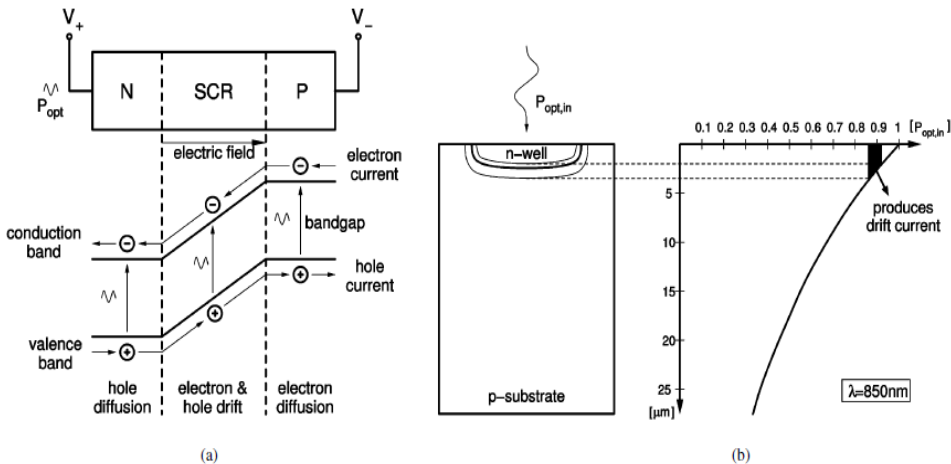 V+
V−
N
SCR
P
Popt
electric field
electron
current
conduction
band
bandgap
hole
current
valence
band
hole
diffusion
electron &
hole drift
electron
diffusion
(a)
Popt,in
n−well
p−substrate
0.1 0.2 0.3 0.4 0.5 0.6 0.7 0.8 0.9 1 [Popt,in]
5
10
15
20
25
[µm]
produces
drift current
λ=850nm
(b)